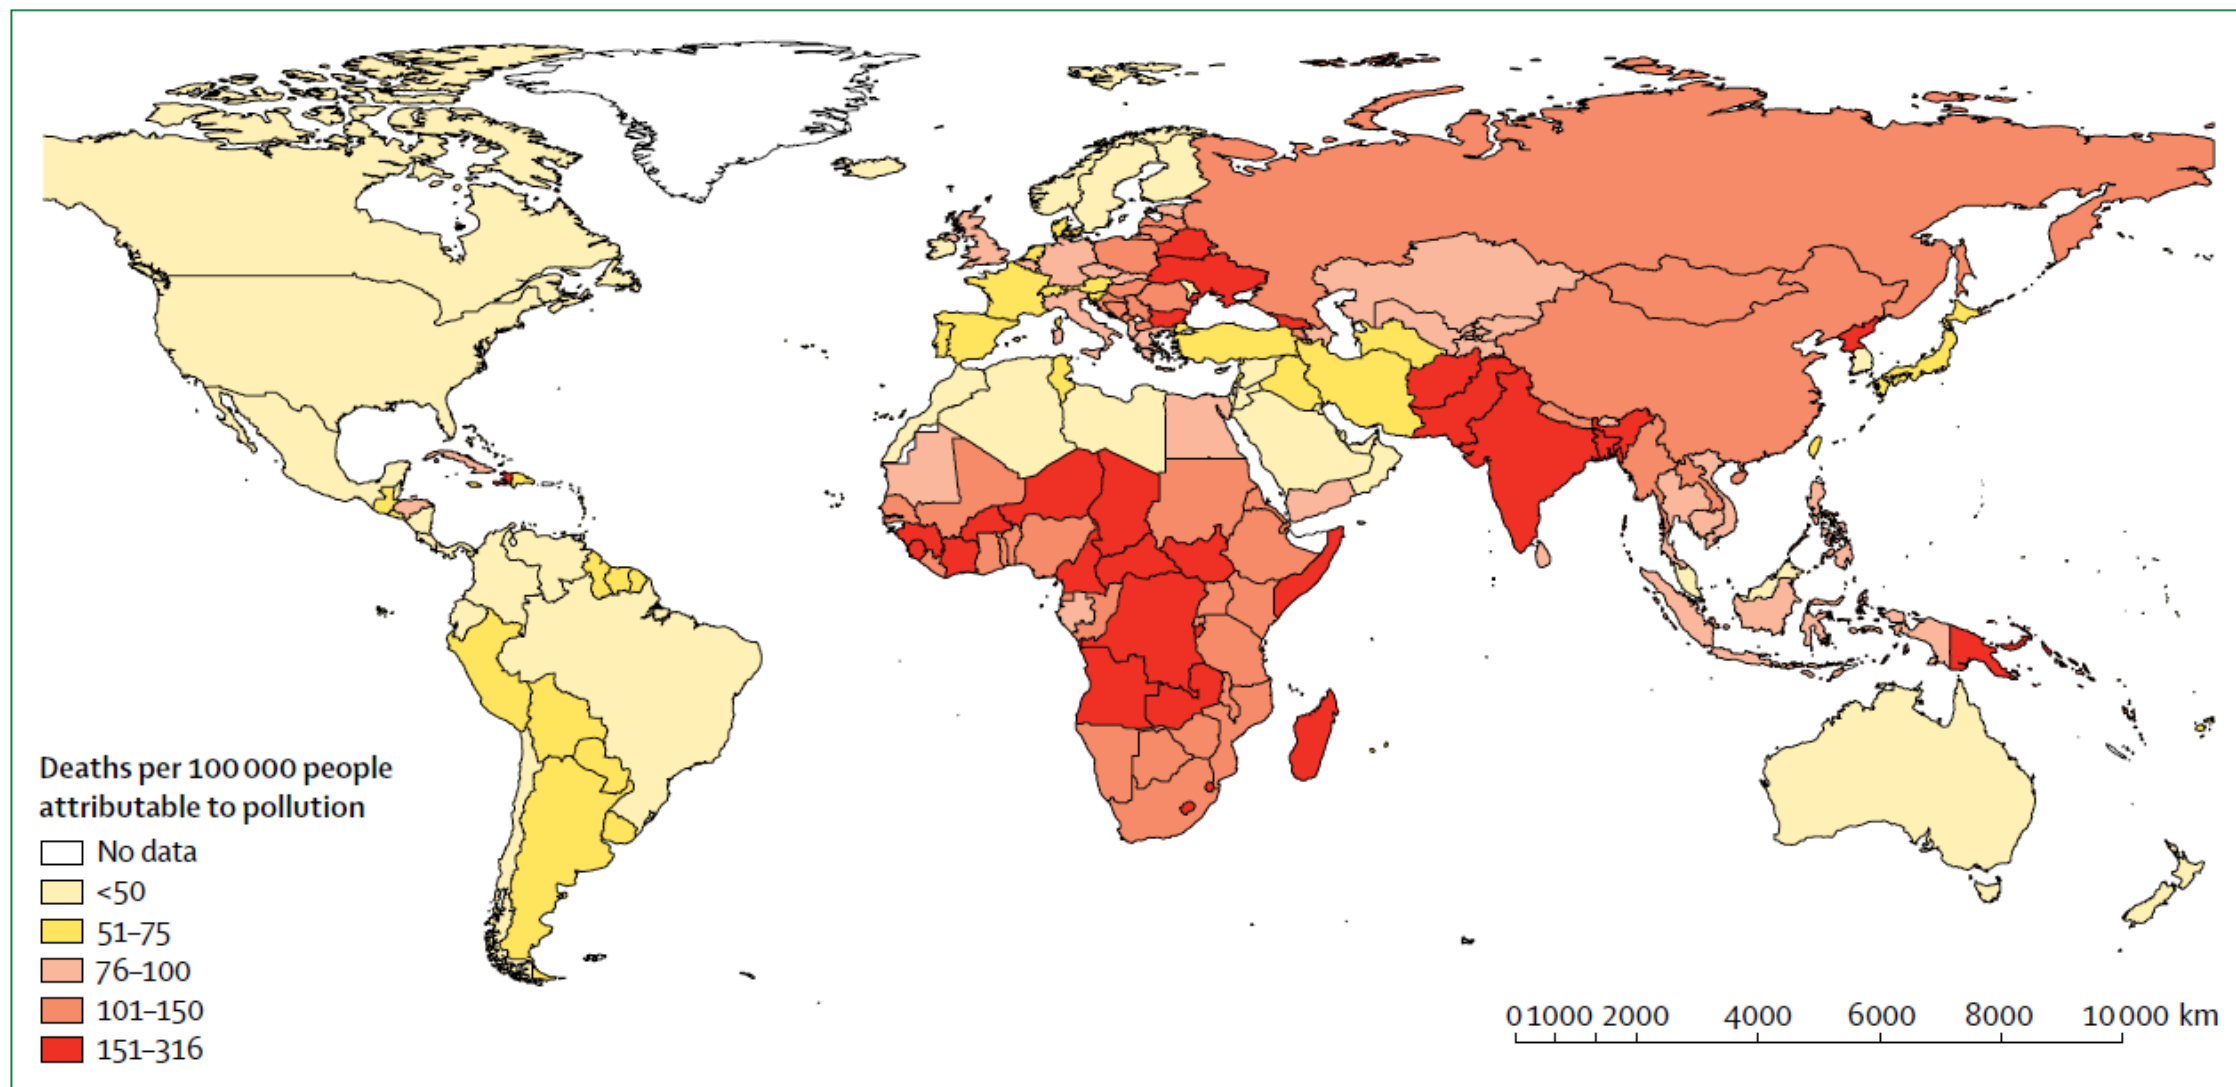 Deaths per 100 000 people
attributable to pollution
No data
<50
51–75
76–100
101–150
151–316
0 1000 2000 4000 6000 8000 10 000 km